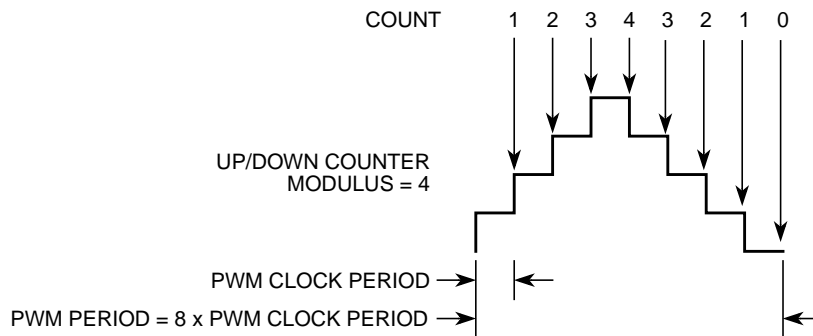 COUNT 1 2 3 4 3 2 1 0
UP/DOWN COUNTER
MODULUS = 4
PWM CLOCK PERIOD
PWM PERIOD = 8 x PWM CLOCK PERIOD